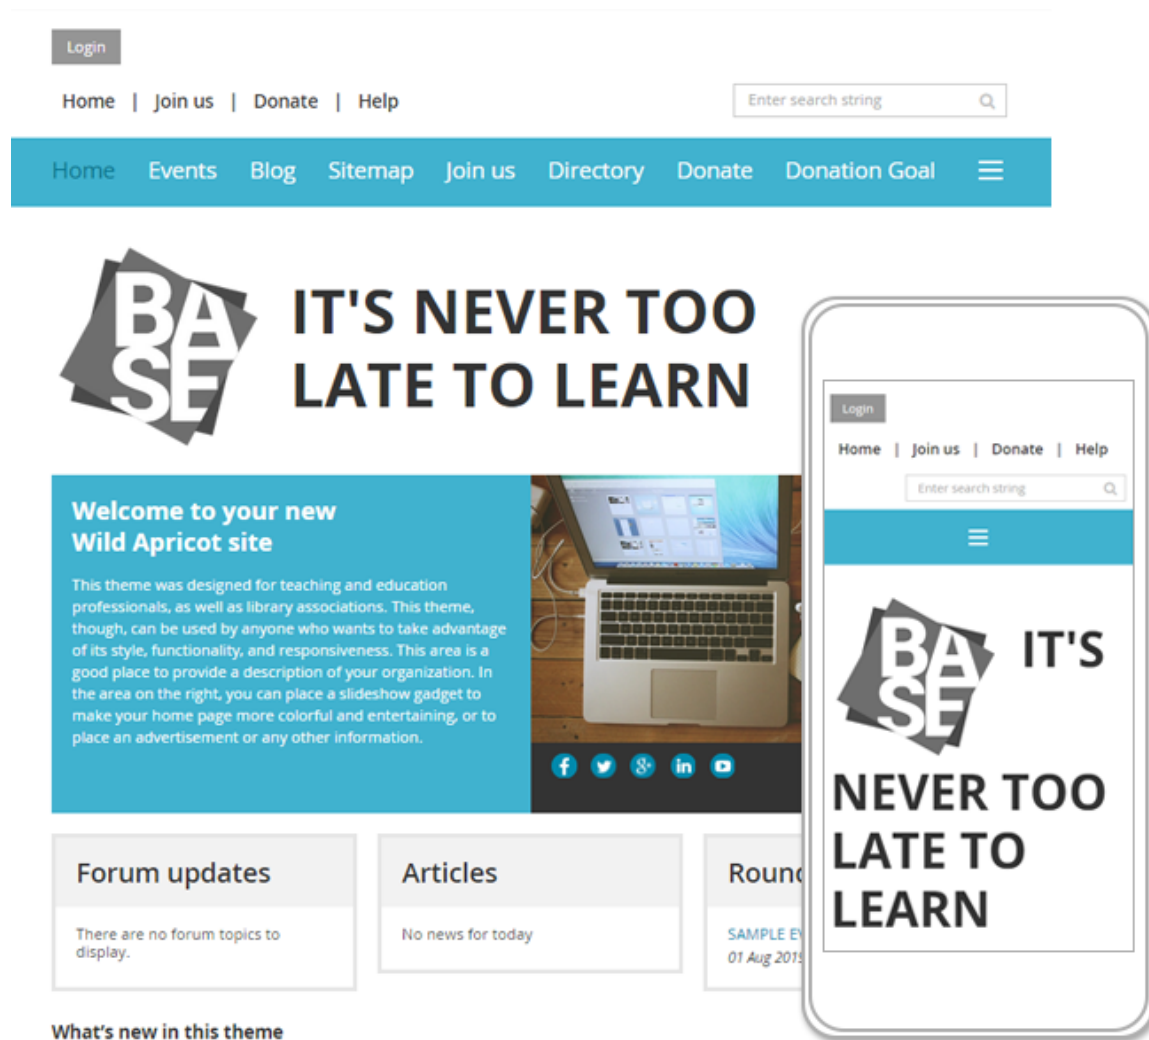 Login
Home | Join us | Donate | Help
Enter search string
Home Events Blog Sitemap Join us Directory Donate Donation Goal
BA
SE
IT'S NEVER TOO
LATE TO LEARN
Welcome to your new
Wild Apricot site
This theme was designed for teaching and education
professionals, as well as library associations. This theme,
though, can be used by anyone who wants to take advantage
of its style, functionality, and responsiveness. This area is a
good place to provide a description of your organization. In
the area on the right, you can place a slideshow gadget to
make your home page more colorful and entertaining, or to
place an advertisement or any other information.
Forum updates
There are no forum topics to
display.
Articles
No news for today
Roun
SAMPLE EV
01 Aug 2015
What's new in this theme
Login
Home | Join us | Donate | Help
Enter search string
BA
SE
IT'S
NEVER TOO
LATE TO
LEARN